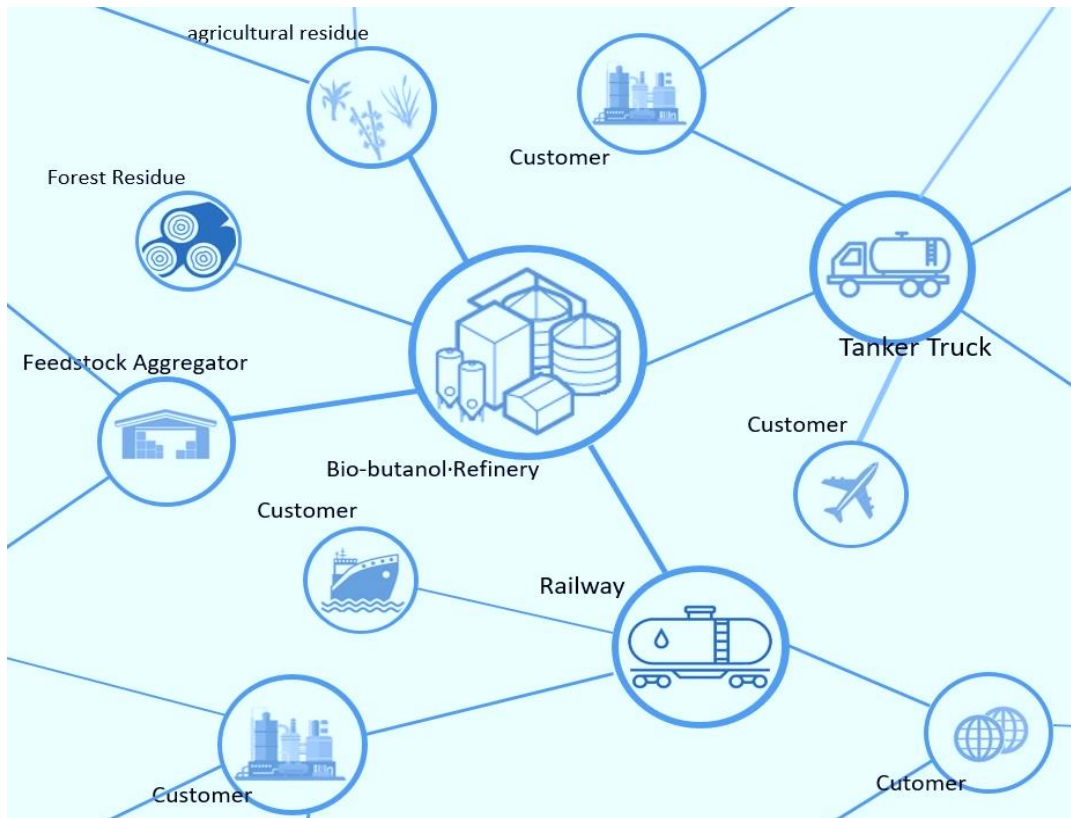 agricultural residue
Customer
Forest Residue
Tanker Truck
Feedstock Aggregator
Customer
Bio-butanol·Refinery
Customer
Railway
Cutomer
Customer